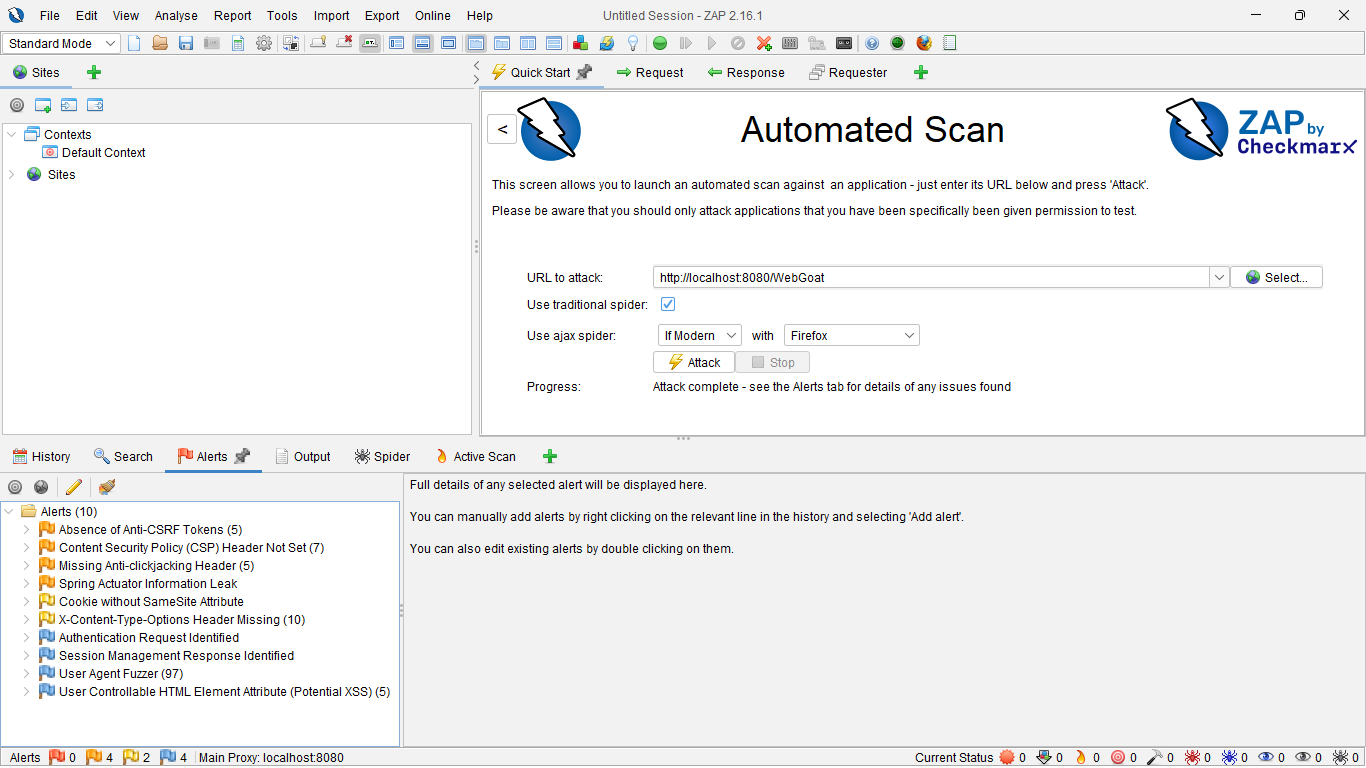 File Edit View Analyse Report Tools Import Export Online Help Untitled Session - ZAP 2.16.1
Standard Mode
Sites
Quick Start Request Response Requester
< Automated Scan ZAP by Checkmarx
Contexts
Default Context
Sites
This screen allows you to launch an automated scan against an application - just enter its URL below and press 'Attack'.
Please be aware that you should only attack applications that you have been specifically been given permission to test.
URL to attack: http://localhost:8080/WebGoat Select...
Use traditional spider:
Use ajax spider: If Modern with Firefox
Attack Stop
Progress: Attack complete - see the Alerts tab for details of any issues found
History Search Alerts Output Spider Active Scan
Alerts (10)
Absence of Anti-CSRF Tokens (5)
Content Security Policy (CSP) Header Not Set (7)
Missing Anti-clickjacking Header (5)
Spring Actuator Information Leak
Cookie without SameSite Attribute
X-Content-Type-Options Header Missing (10)
Authentication Request Identified
Session Management Response Identified
User Agent Fuzzer (97)
User Controllable HTML Element Attribute (Potential XSS) (5)
Full details of any selected alert will be displayed here.
You can manually add alerts by right clicking on the relevant line in the history and selecting 'Add alert'.
You can also edit existing alerts by double clicking on them.
Alerts 0 4 2 4 Main Proxy: localhost:8080 Current Status 0 0 0 0 0 0 0 0 0 0